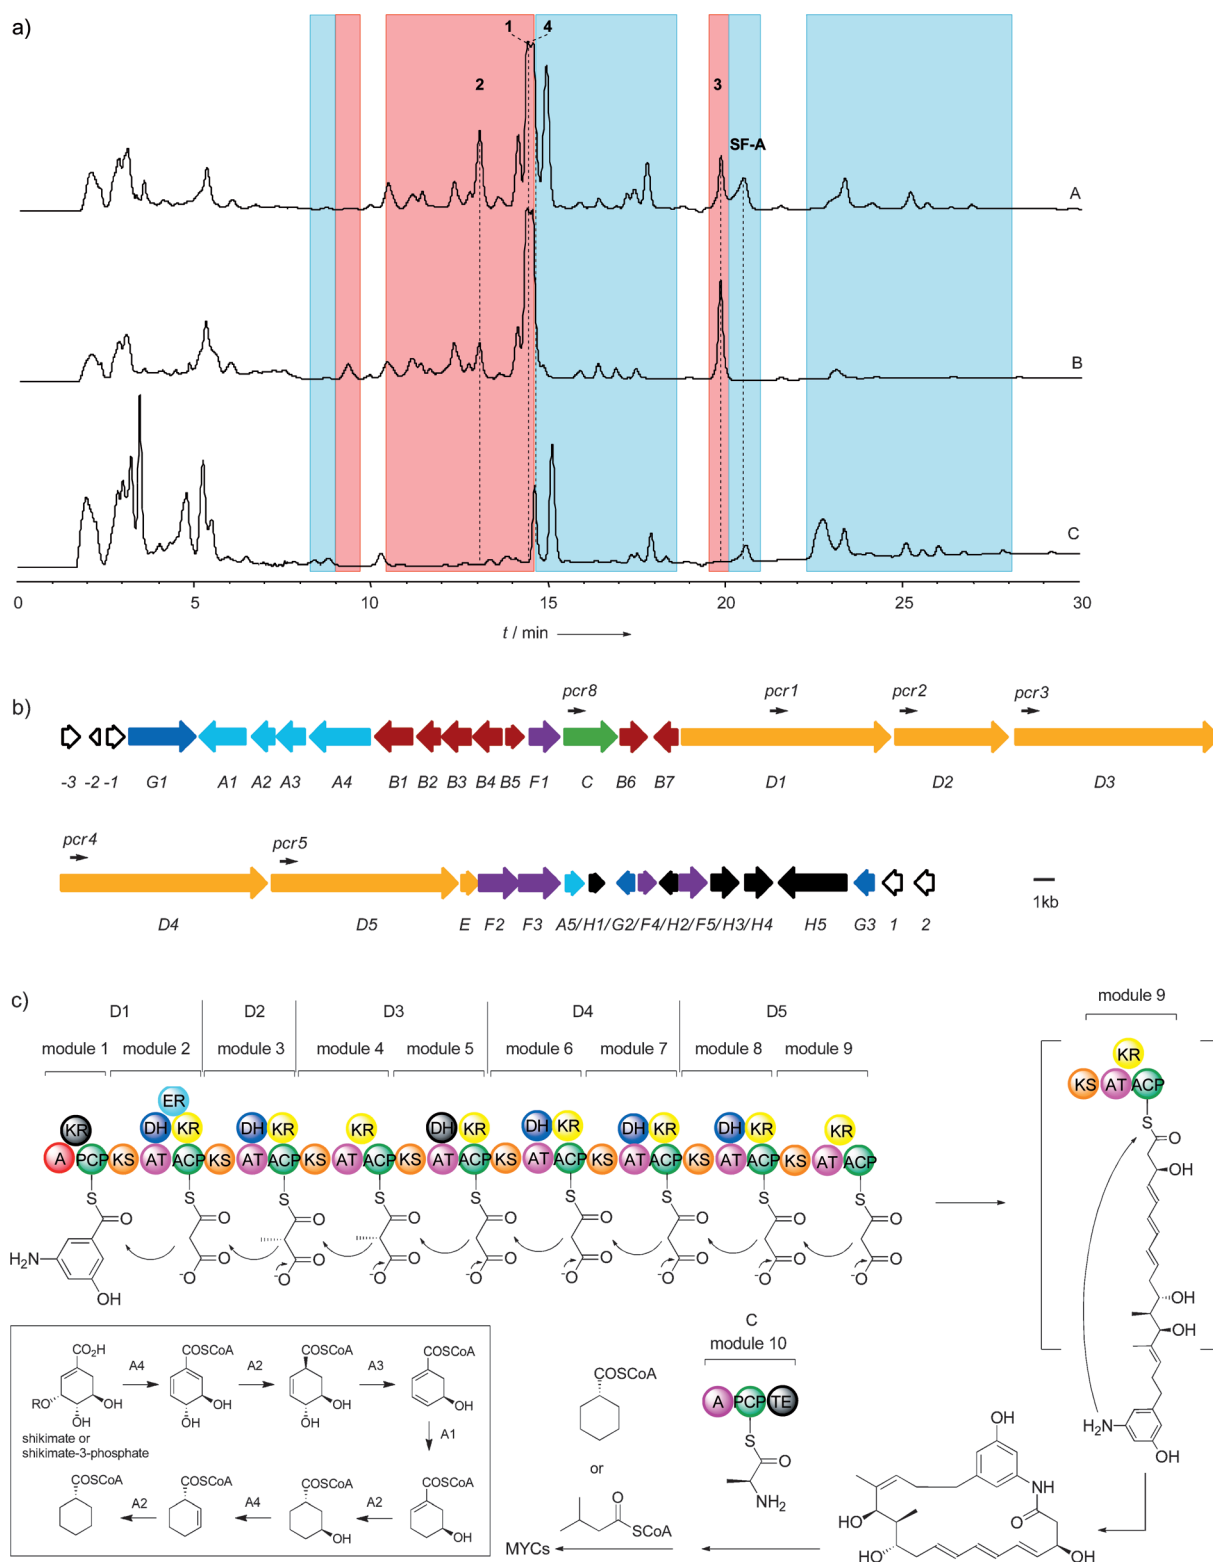 a)
1 4
2
3
SF-A
A
B
C
0 5 10 15 20 25 30
t / min
b)
pcr8 pcr1 pcr2 pcr3
-3 -2 -1 G1 A1 A2 A3 A4 B1 B2 B3 B4 B5 F1 C B6 B7 D1 D2 D3
pcr4 pcr5
1kb
D4 D5 E F2 F3 A5/H1/G2/F4/H2/F5/H3/H4 H5 G3 1 2
c)
D1 D2 D3 D4 D5
module 1 module 2 module 3 module 4 module 5 module 6 module 7 module 8 module 9
ER
KR DH KR DH KR KR DH DH KR DH KR DH KR KR
A PCP KS AT ACP KS AT ACP KS AT ACP KS AT ACP KS AT ACP KS AT ACP KS AT ACP KS AT ACP
S S S S S S S S S
O O O O O O O O O
H2N O O O O O O O O
-O -O -O -O -O -O -O -O
OH
module 9
KR
KS AT ACP
S
O
OH
OH
OH
H2N
OH
C
module 10
A PCP TE
S
O
NH2
COSCoA
or
O
SCoA
MYCs
OH
NH
O
HO
HO
OH
CO2H A4 COSCoA A2 COSCoA A3 COSCoA
RO OH OH OH OH
OH OH OH
shikimate or
shikimate-3-phosphate
A1
COSCoA A2 COSCoA A4 COSCoA A2 COSCoA
OH OH